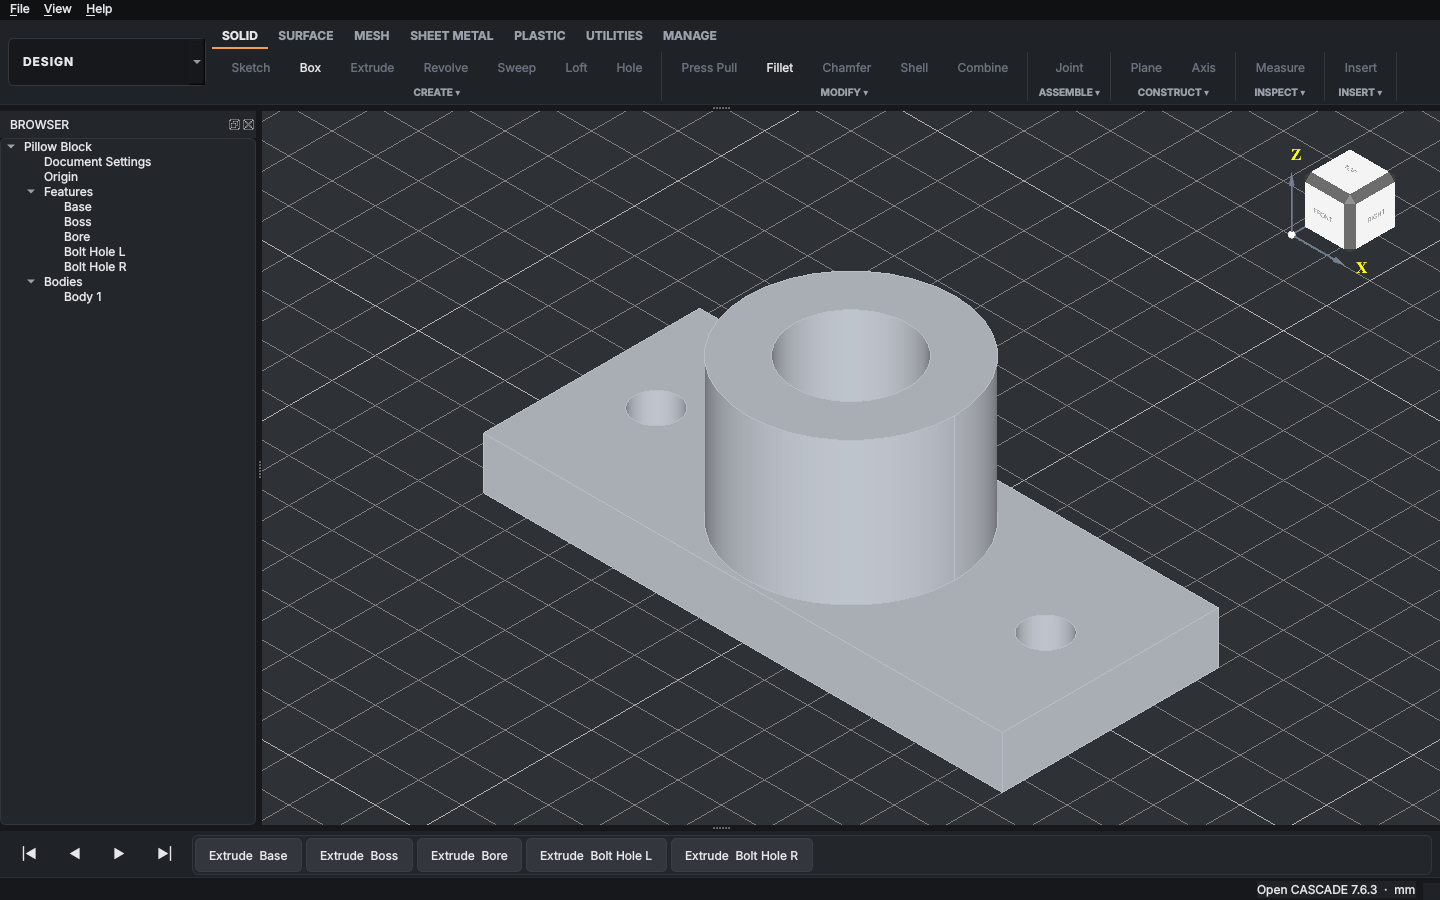 File View Help
DESIGN
SOLID SURFACE MESH SHEET METAL PLASTIC UTILITIES MANAGE
Sketch Box Extrude Revolve Sweep Loft Hole Press Pull Fillet Chamfer Shell Combine Joint Plane Axis Measure Insert
CREATE ▾ MODIFY ▾ ASSEMBLE ▾ CONSTRUCT ▾ INSPECT ▾ INSERT ▾
BROWSER
Pillow Block
Document Settings
Origin
Features
Base
Boss
Bore
Bolt Hole L
Bolt Hole R
Bodies
Body 1
Z
FRONT RIGHT
X
Extrude Base Extrude Boss Extrude Bore Extrude Bolt Hole L Extrude Bolt Hole R
Open CASCADE 7.6.3 · mm